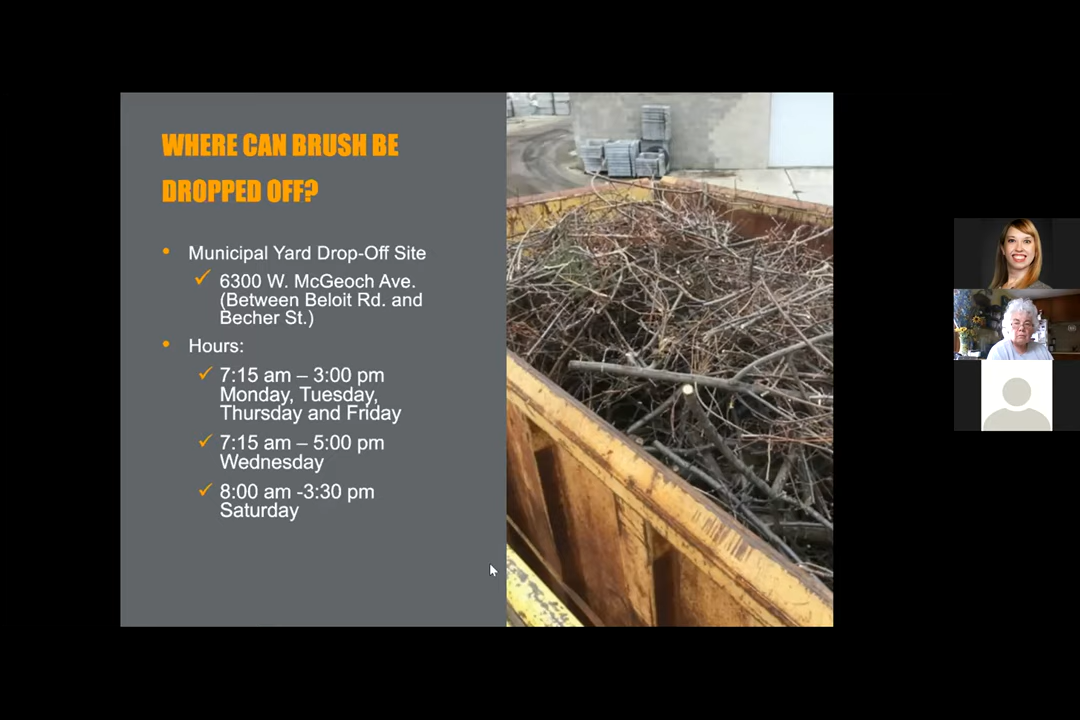 WHERE CAN BRUSH BE
DROPPED OFF?
• Municipal Yard Drop-Off Site
✓ 6300 W. McGeoch Ave.
(Between Beloit Rd. and
Becher St.)
• Hours:
✓ 7:15 am – 3:00 pm
Monday, Tuesday,
Thursday and Friday
✓ 7:15 am – 5:00 pm
Wednesday
✓ 8:00 am -3:30 pm
Saturday